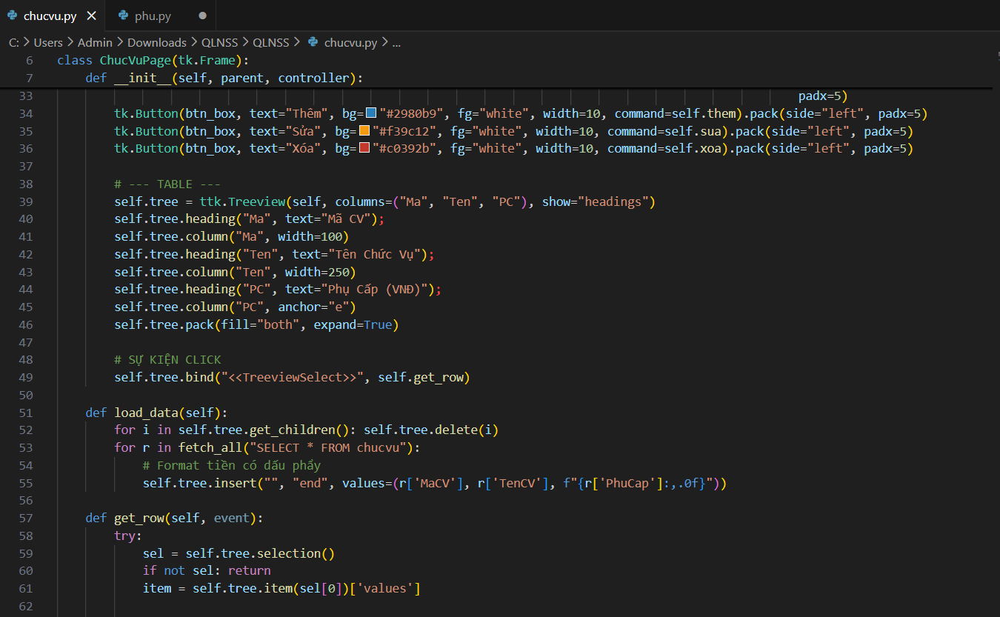 chucvu.py
phu.py
C: > Users > Admin > Downloads > QLNSS > QLNSS > chucvu.py > ...
6 class ChucVuPage(tk.Frame):
7     def __init__(self, parent, controller):
33 padx=5)
34         tk.Button(btn_box, text="Thêm", bg="#2980b9", fg="white", width=10, command=self.them).pack(side="left", padx=5)
35         tk.Button(btn_box, text="Sửa", bg="#f39c12", fg="white", width=10, command=self.sua).pack(side="left", padx=5)
36         tk.Button(btn_box, text="Xóa", bg="#c0392b", fg="white", width=10, command=self.xoa).pack(side="left", padx=5)
37
38         # --- TABLE ---
39         self.tree = ttk.Treeview(self, columns=("Ma", "Ten", "PC"), show="headings")
40         self.tree.heading("Ma", text="Mã CV");
41         self.tree.column("Ma", width=100)
42         self.tree.heading("Ten", text="Tên Chức Vụ");
43         self.tree.column("Ten", width=250)
44         self.tree.heading("PC", text="Phụ Cấp (VNĐ)");
45         self.tree.column("PC", anchor="e")
46         self.tree.pack(fill="both", expand=True)
47
48         # SỰ KIỆN CLICK
49         self.tree.bind("<<TreeviewSelect>>", self.get_row)
50
51     def load_data(self):
52         for i in self.tree.get_children(): self.tree.delete(i)
53         for r in fetch_all("SELECT * FROM chucvu"):
54             # Format tiền có dấu phẩy
55             self.tree.insert("", "end", values=(r['MaCV'], r['TenCV'], f"{r['PhuCap']:,.0f}"))
56
57     def get_row(self, event):
58         try:
59             sel = self.tree.selection()
60             if not sel: return
61             item = self.tree.item(sel[0])['values']
62